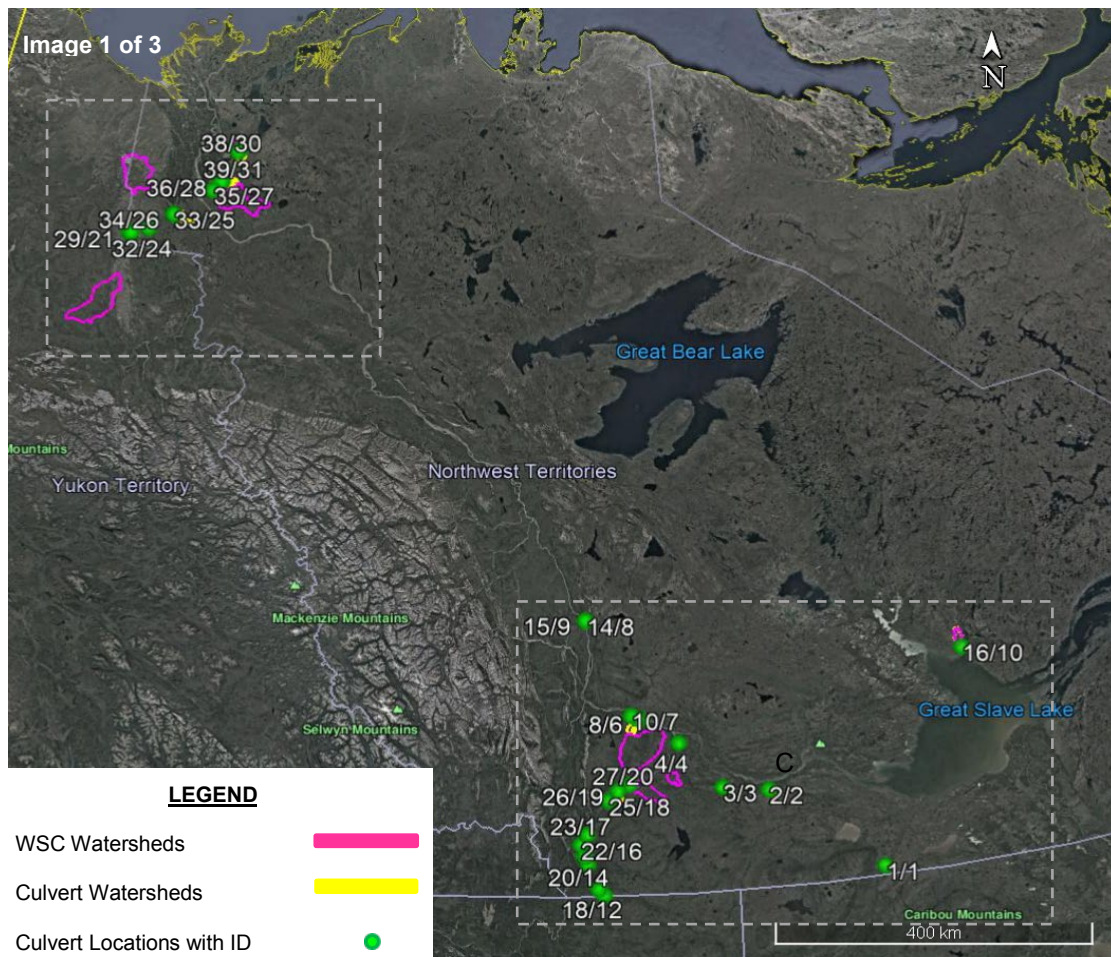 Image 1 of 3
N
38/30
39/31
36/28
35/27
34/26
33/25
29/21
32/24
Great Bear Lake
Mountains
Yukon Territory
Northwest Territories
Mackenzie Mountains
15/9
14/8
16/10
Great Slave Lake
Selwyn Mountains
8/6
10/7
4/4
C
27/20
26/19
3/3
2/2
25/18
23/17
22/16
1/1
20/14
18/12
Caribou Mountains
400 km
LEGEND
WSC Watersheds
Culvert Watersheds
Culvert Locations with ID